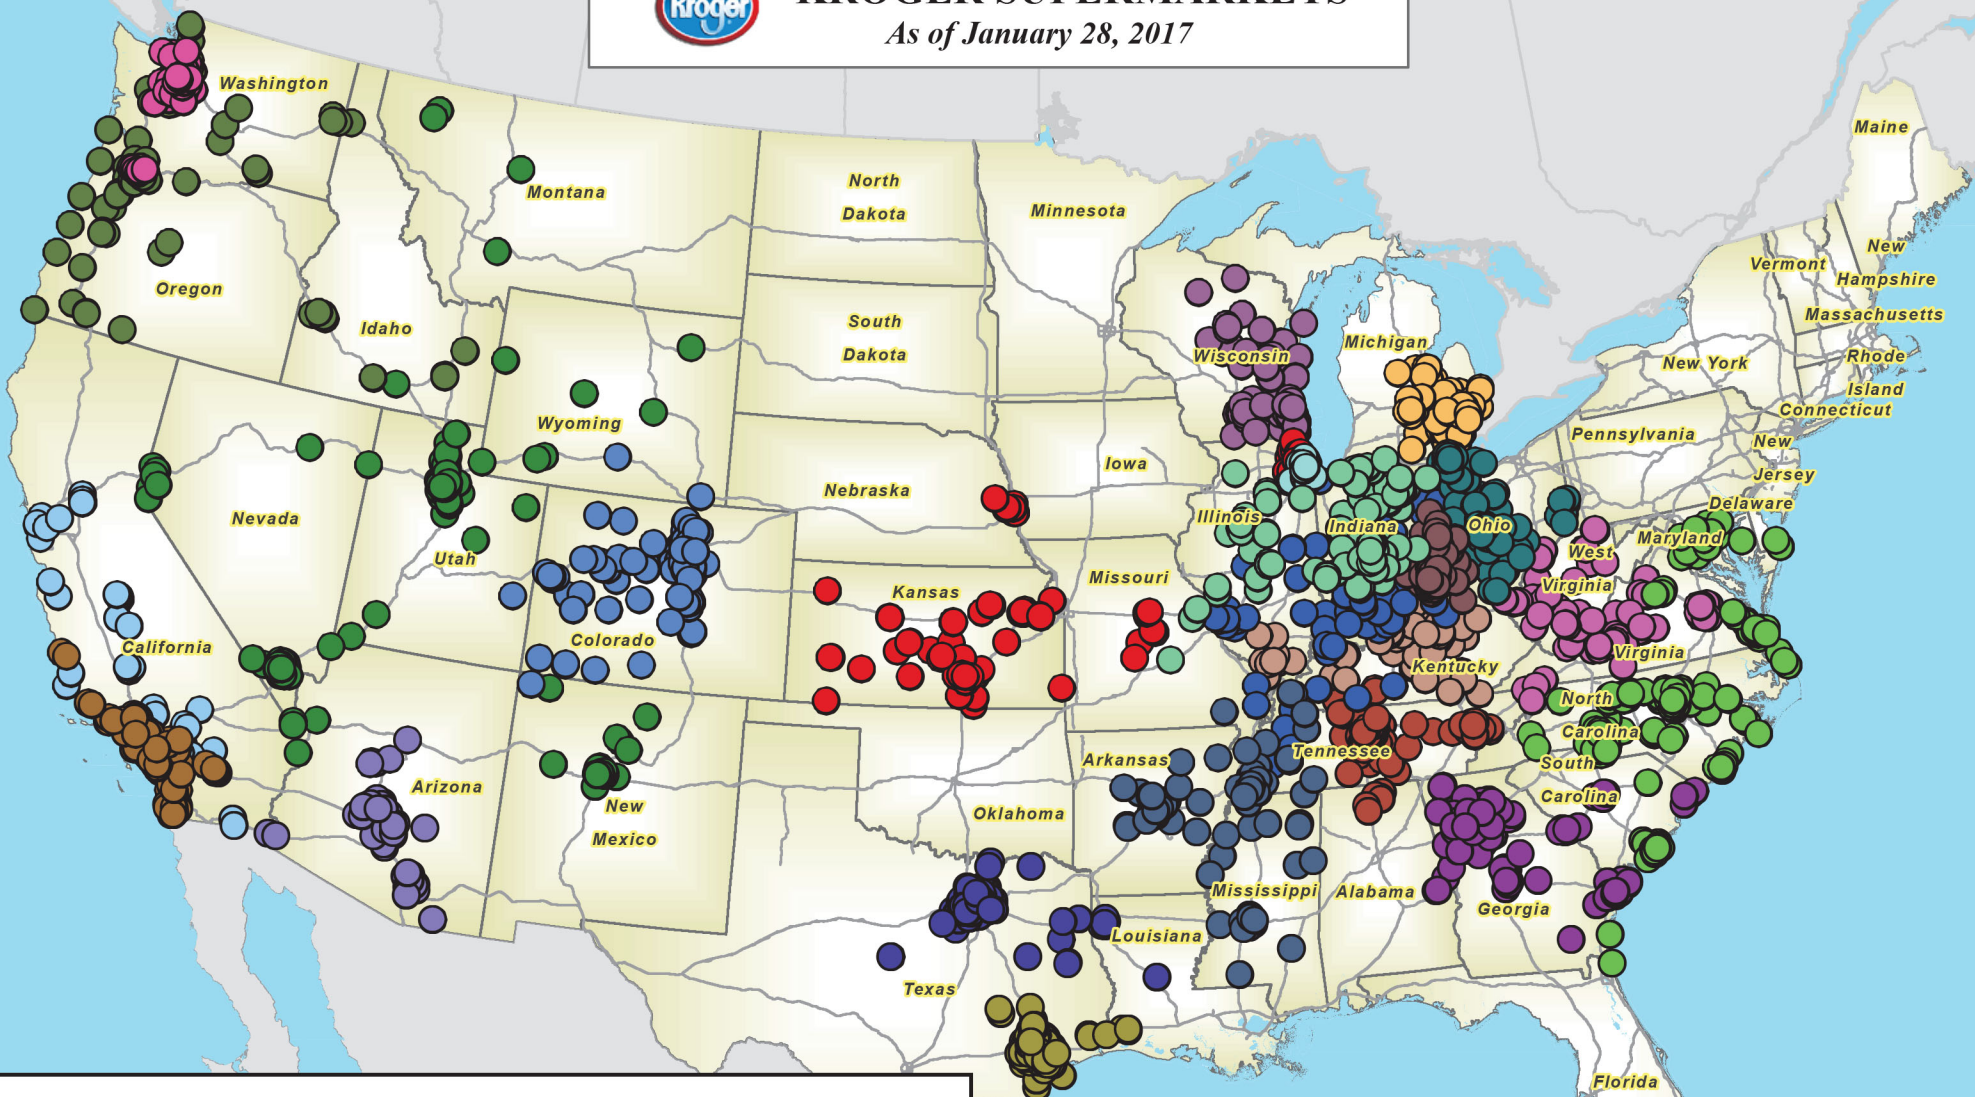 Kroger
KROGER SUPERMARKETS
As of January 28, 2017
Washington
Maine
Montana
North
Dakota
Minnesota
New
Hampshire
Vermont
Oregon
Idaho
South
Dakota
Massachusetts
Michigan
Wisconsin
New York
Rhode
Island
Connecticut
Wyoming
Pennsylvania
New
Jersey
Iowa
Nebraska
Delaware
Nevada
Illinois
Indiana
Ohio
Maryland
Utah
West
Virginia
Missouri
Kansas
Colorado
California
Virginia
Kentucky
North
Carolina
Tennessee
Arkansas
South
Carolina
Arizona
New
Mexico
Oklahoma
Mississippi
Alabama
Georgia
Louisiana
Texas
Florida